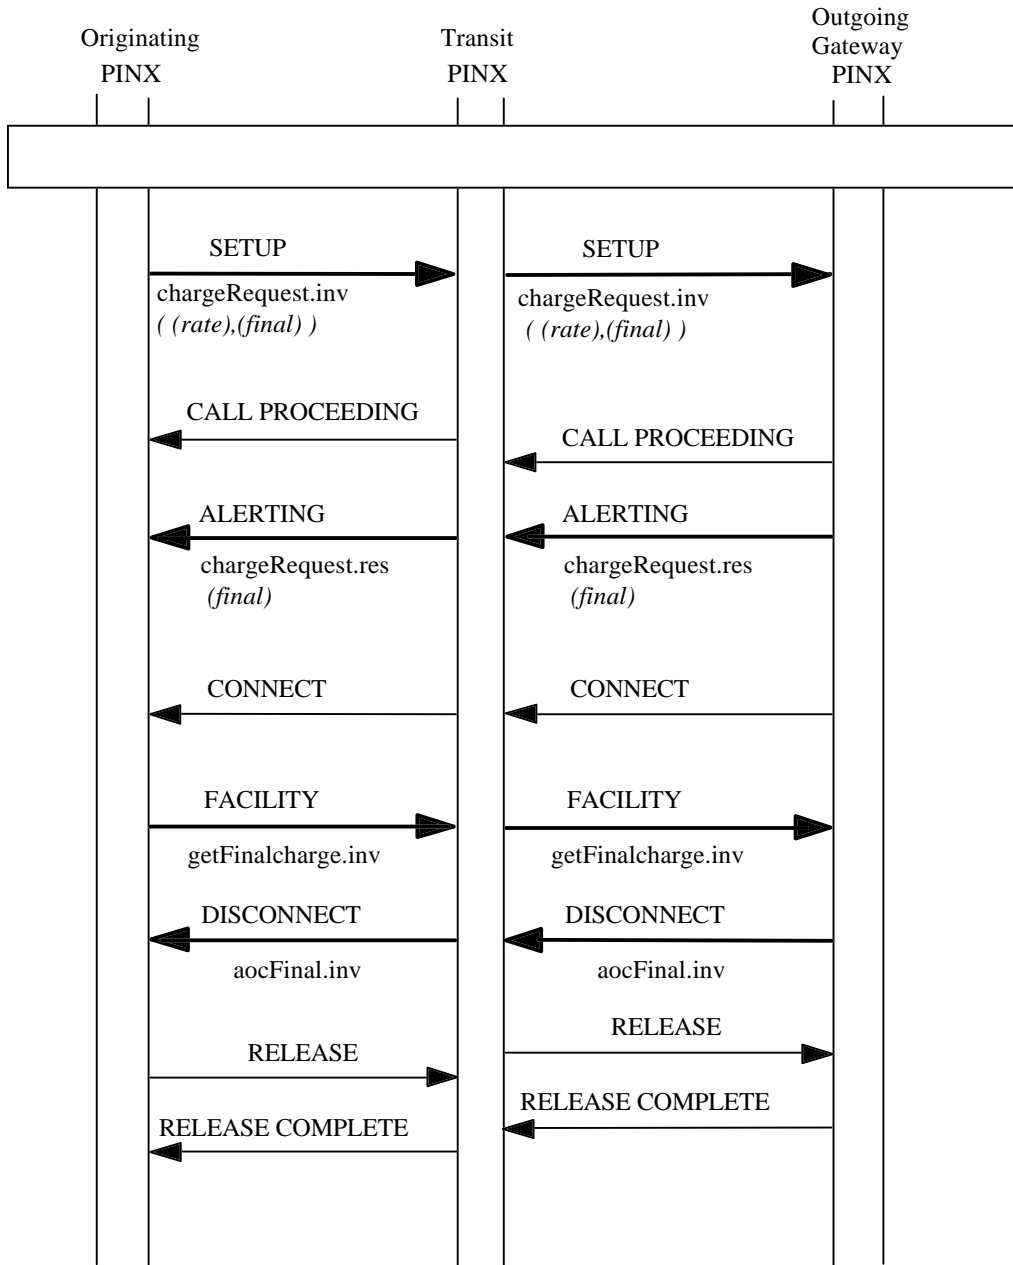 Originating
PINX
Transit
PINX
Outgoing
Gateway
PINX
SETUP
chargeRequest.inv
( (rate),(final) )
SETUP
chargeRequest.inv
( (rate),(final) )
CALL PROCEEDING
CALL PROCEEDING
ALERTING
chargeRequest.res
(final)
ALERTING
chargeRequest.res
(final)
CONNECT
CONNECT
FACILITY
getFinalcharge.inv
FACILITY
getFinalcharge.inv
DISCONNECT
aocFinal.inv
DISCONNECT
aocFinal.inv
RELEASE
RELEASE
RELEASE COMPLETE
RELEASE COMPLETE